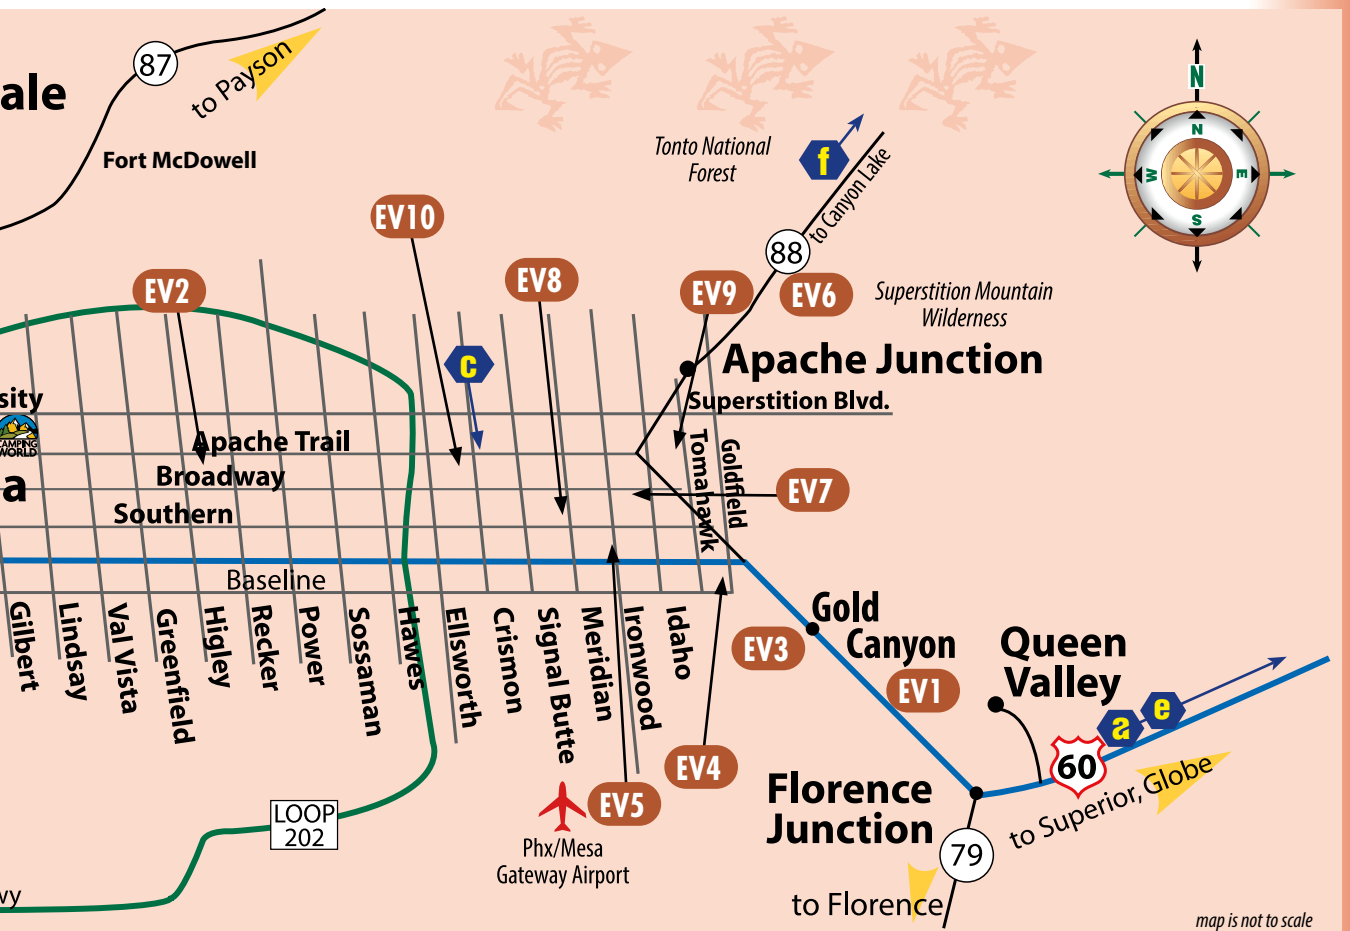 87
to Payson
ale
Fort McDowell
Tonto National
Forest
f
to Canyon Lake
88
N
N
W
E
S
EV10
EV2
EV8
EV9
EV6
Superstition Mountain
Wilderness
c
Apache Junction
Superstition Blvd.
sity
CAMPING
WORLD
Apache Trail
a
Broadway
Southern
Tomahawk
Goldfield
EV7
Baseline
Gilbert
Lindsay
Val Vista
Greenfield
Higley
Recker
Power
Sossaman
Hawes
Ellsworth
Crismon
Signal Butte
Meridian
Ironwood
Idaho
Gold
Canyon
EV3
EV1
Queen
Valley
a
e
60
to Superior, Globe
EV4
EV5
Florence
Junction
LOOP
202
Phx/Mesa
Gateway Airport
79
to Florence
wy
map is not to scale